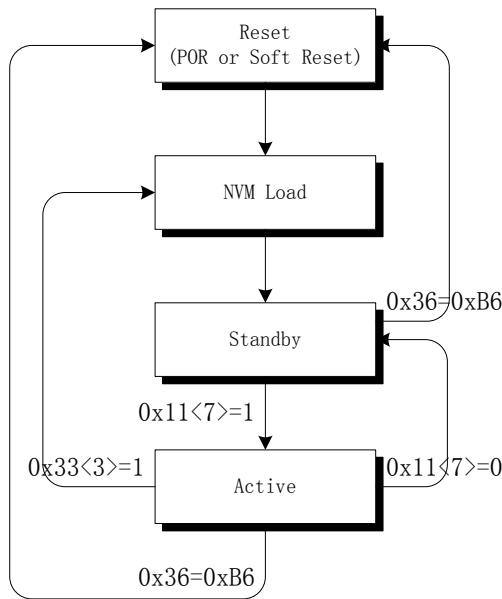 Reset
(POR or Soft Reset)
NVM Load
0x36=0xB6
Standby
0x11<7>=1
0x33<3>=1
Active
0x11<7>=0
0x36=0xB6